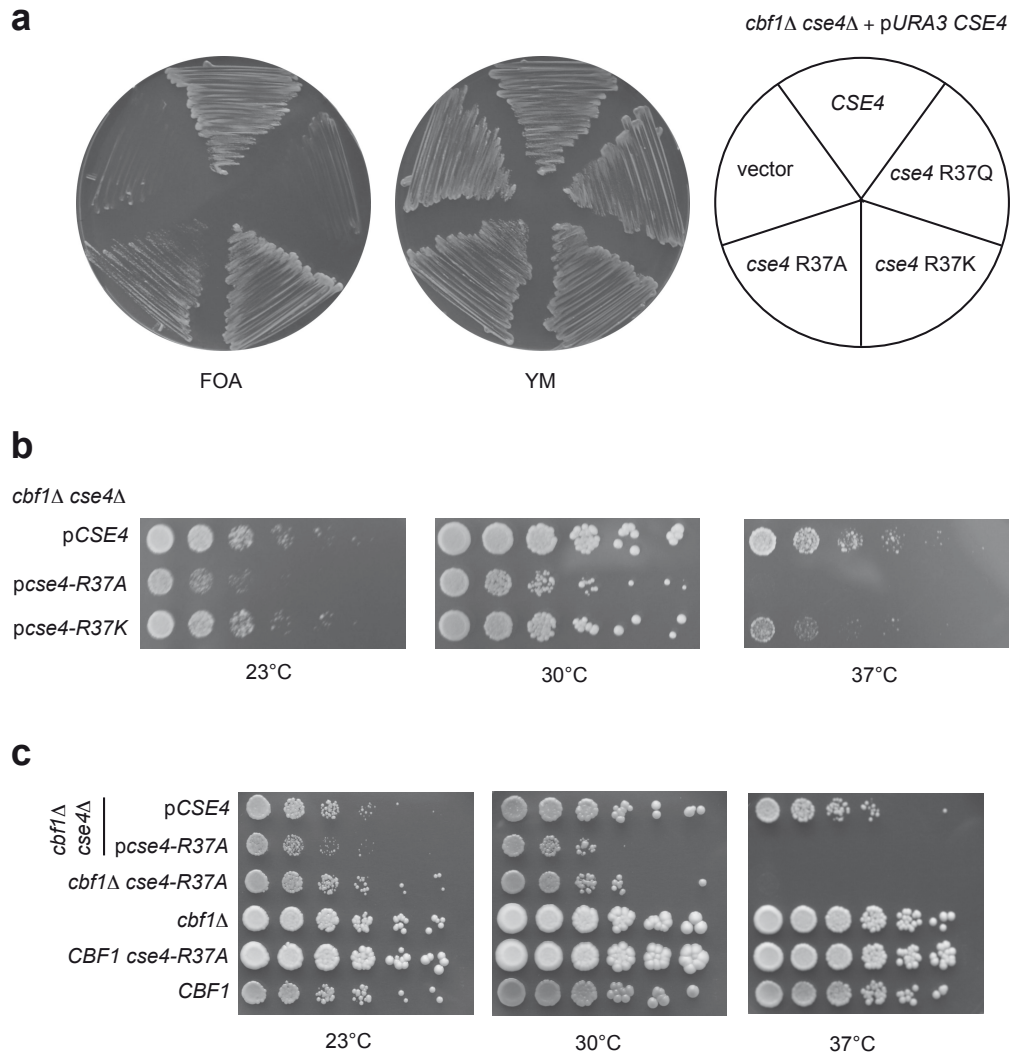 a
cbf1Δ cse4Δ + pURA3 CSE4
CSE4
vector
cse4 R37Q
cse4 R37A
cse4 R37K
FOA
YM
b
cbf1Δ cse4Δ
pCSE4
pcse4-R37A
pcse4-R37K
23°C
30°C
37°C
c
cbf1Δ
cse4Δ
pCSE4
pcse4-R37A
cbf1Δ cse4-R37A
cbf1Δ
CBF1 cse4-R37A
CBF1
23°C
30°C
37°C